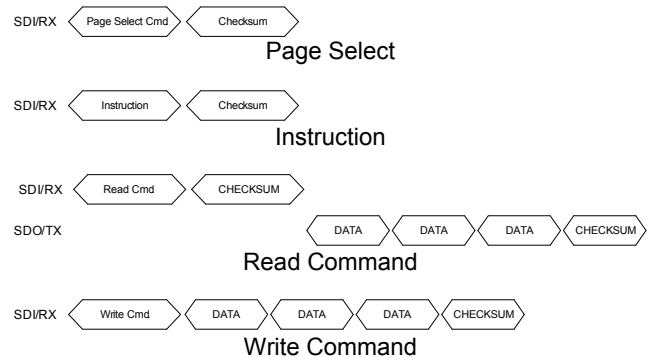 SDI/RX Page Select Cmd Checksum
Page Select
SDI/RX Instruction Checksum
Instruction
SDI/RX Read Cmd CHECKSUM
SDO/TX DATA DATA DATA CHECKSUM
Read Command
SDI/RX Write Cmd DATA DATA DATA CHECKSUM
Write Command